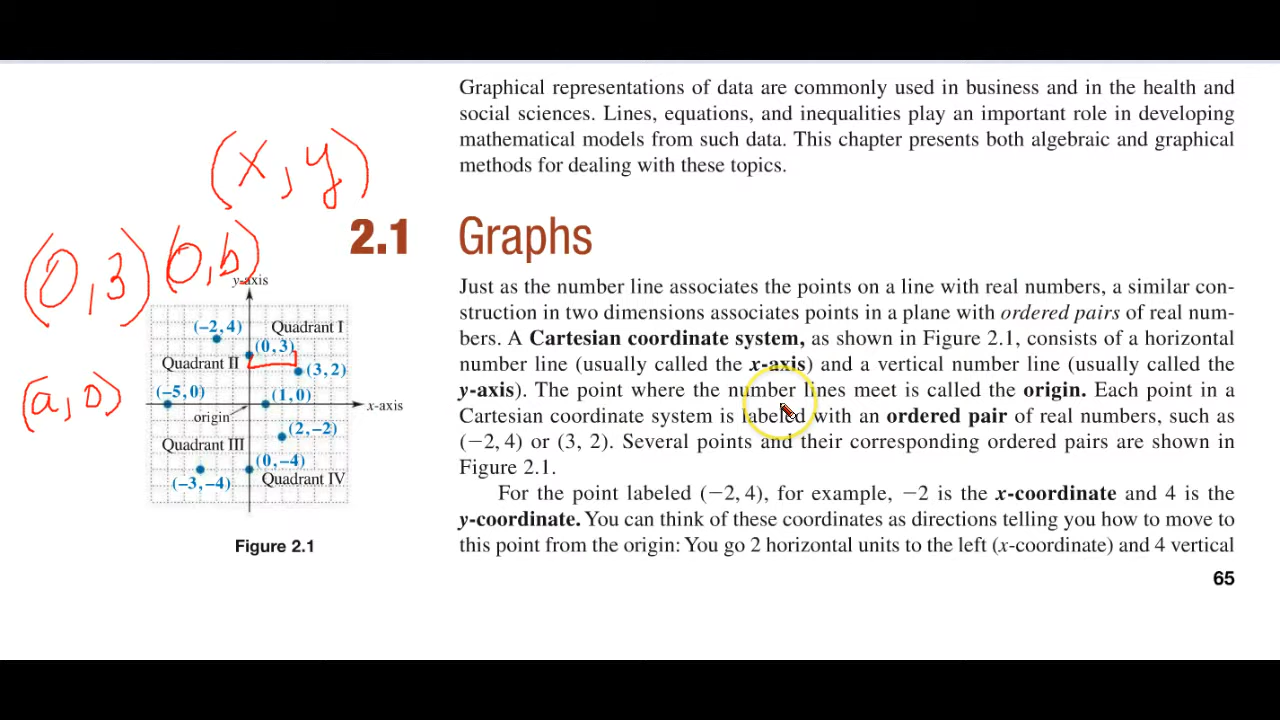 Graphical representations of data are commonly used in business and in the health and
social sciences. Lines, equations, and inequalities play an important role in developing
mathematical models from such data. This chapter presents both algebraic and graphical
methods for dealing with these topics.
(x, y)
2.1 Graphs
(0, 3) (0, b)
y-axis
(−2, 4)
Quadrant I
(0, 3)
Quadrant II
(3, 2)
(a, 0)
(−5, 0)
(1, 0)
x-axis
origin
(2, −2)
Quadrant III
(0, −4)
(−3, −4)
Quadrant IV
Figure 2.1
Just as the number line associates the points on a line with real numbers, a similar con-
struction in two dimensions associates points in a plane with ordered pairs of real num-
bers. A Cartesian coordinate system, as shown in Figure 2.1, consists of a horizontal
number line (usually called the x-axis) and a vertical number line (usually called the
y-axis). The point where the number lines meet is called the origin. Each point in a
Cartesian coordinate system is labeled with an ordered pair of real numbers, such as
(−2, 4) or (3, 2). Several points and their corresponding ordered pairs are shown in
Figure 2.1.
For the point labeled (−2, 4), for example, −2 is the x-coordinate and 4 is the
y-coordinate. You can think of these coordinates as directions telling you how to move to
this point from the origin: You go 2 horizontal units to the left (x-coordinate) and 4 vertical
65